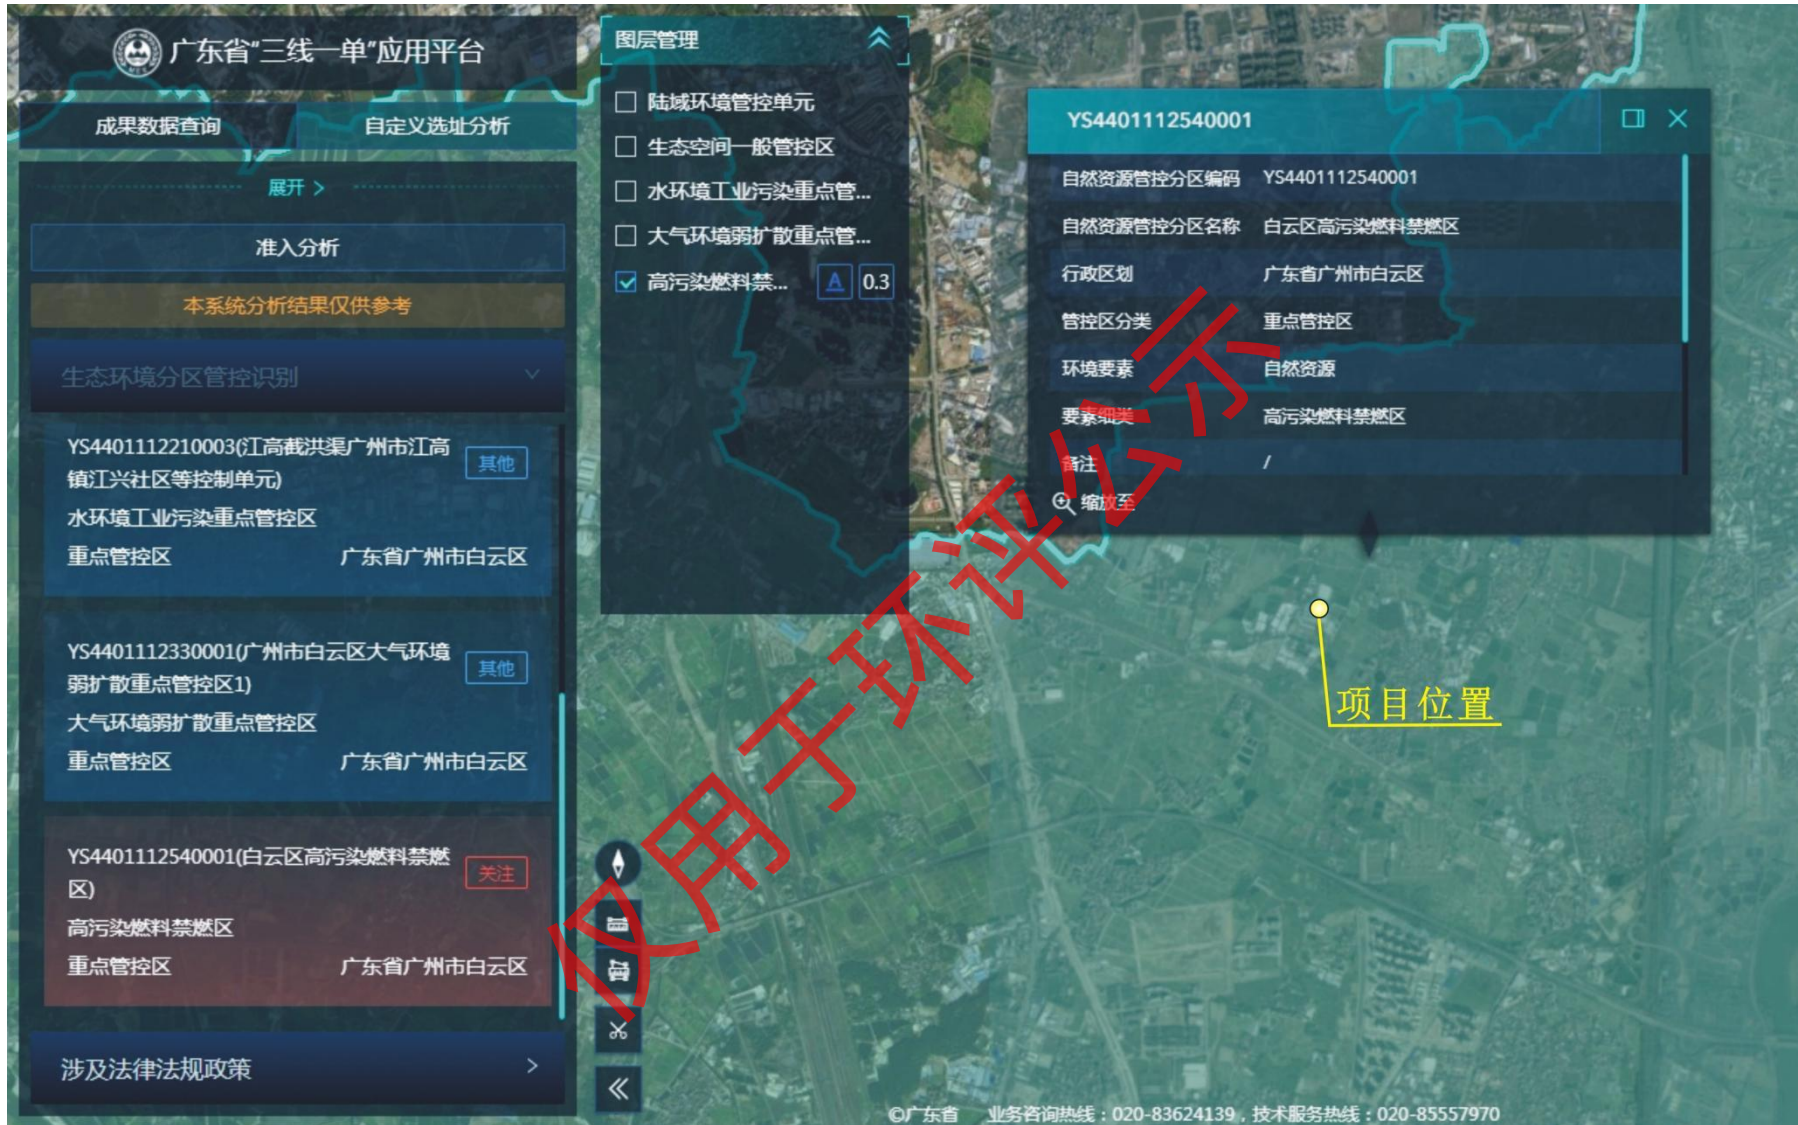 广东省“三线一单”应用平台
成果数据查询
自定义选址分析
展开 >
准入分析
本系统分析结果仅供参考
生态环境分区管控识别
YS4401112210003(江高截洪渠广州市江高
镇江兴社区等控制单元)
其他
水环境工业污染重点管控区
重点管控区
广东省广州市白云区
YS4401112330001(广州市白云区大气环境
弱扩散重点管控区1)
其他
大气环境弱扩散重点管控区
重点管控区
广东省广州市白云区
YS4401112540001(白云区高污染燃料禁燃
区)
关注
高污染燃料禁燃区
重点管控区
广东省广州市白云区
涉及法律法规政策
图层管理
陆域环境管控单元
生态空间一般管控区
水环境工业污染重点管...
大气环境弱扩散重点管...
高污染燃料禁...
A
0.3
YS4401112540001
自然资源管控分区编码 YS4401112540001
自然资源管控分区名称 白云区高污染燃料禁燃区
行政区划 广东省广州市白云区
管控区分类 重点管控区
环境要素 自然资源
要素细类 高污染燃料禁燃区
备注 /
缩放至
项目位置
仅用于环评公示
©广东省 业务咨询热线：020-83624139，技术服务热线：020-85557970